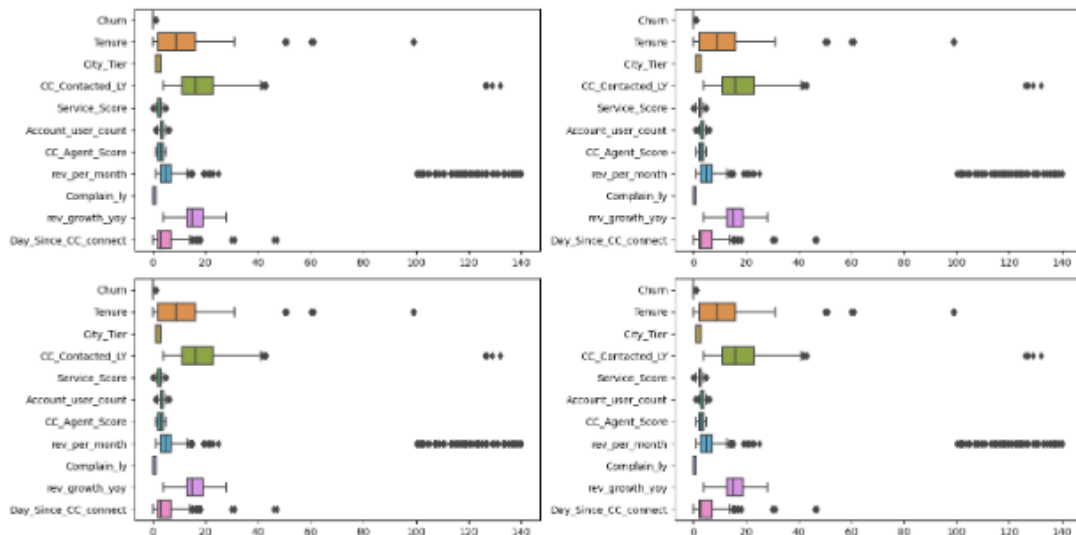 Churn
Tenure
City_Tier
CC_Contacted_LY
Service_Score
Account_user_count
CC_Agent_Score
rev_per_month
Complain_ly
rev_growth_yoy
Day_Since_CC_connect
0 20 40 60 80 100 120 140
Churn
Tenure
City_Tier
CC_Contacted_LY
Service_Score
Account_user_count
CC_Agent_Score
rev_per_month
Complain_ly
rev_growth_yoy
Day_Since_CC_connect
0 20 40 60 80 100 120 140
Churn
Tenure
City_Tier
CC_Contacted_LY
Service_Score
Account_user_count
CC_Agent_Score
rev_per_month
Complain_ly
rev_growth_yoy
Day_Since_CC_connect
0 20 40 60 80 100 120 140
Churn
Tenure
City_Tier
CC_Contacted_LY
Service_Score
Account_user_count
CC_Agent_Score
rev_per_month
Complain_ly
rev_growth_yoy
Day_Since_CC_connect
0 20 40 60 80 100 120 140